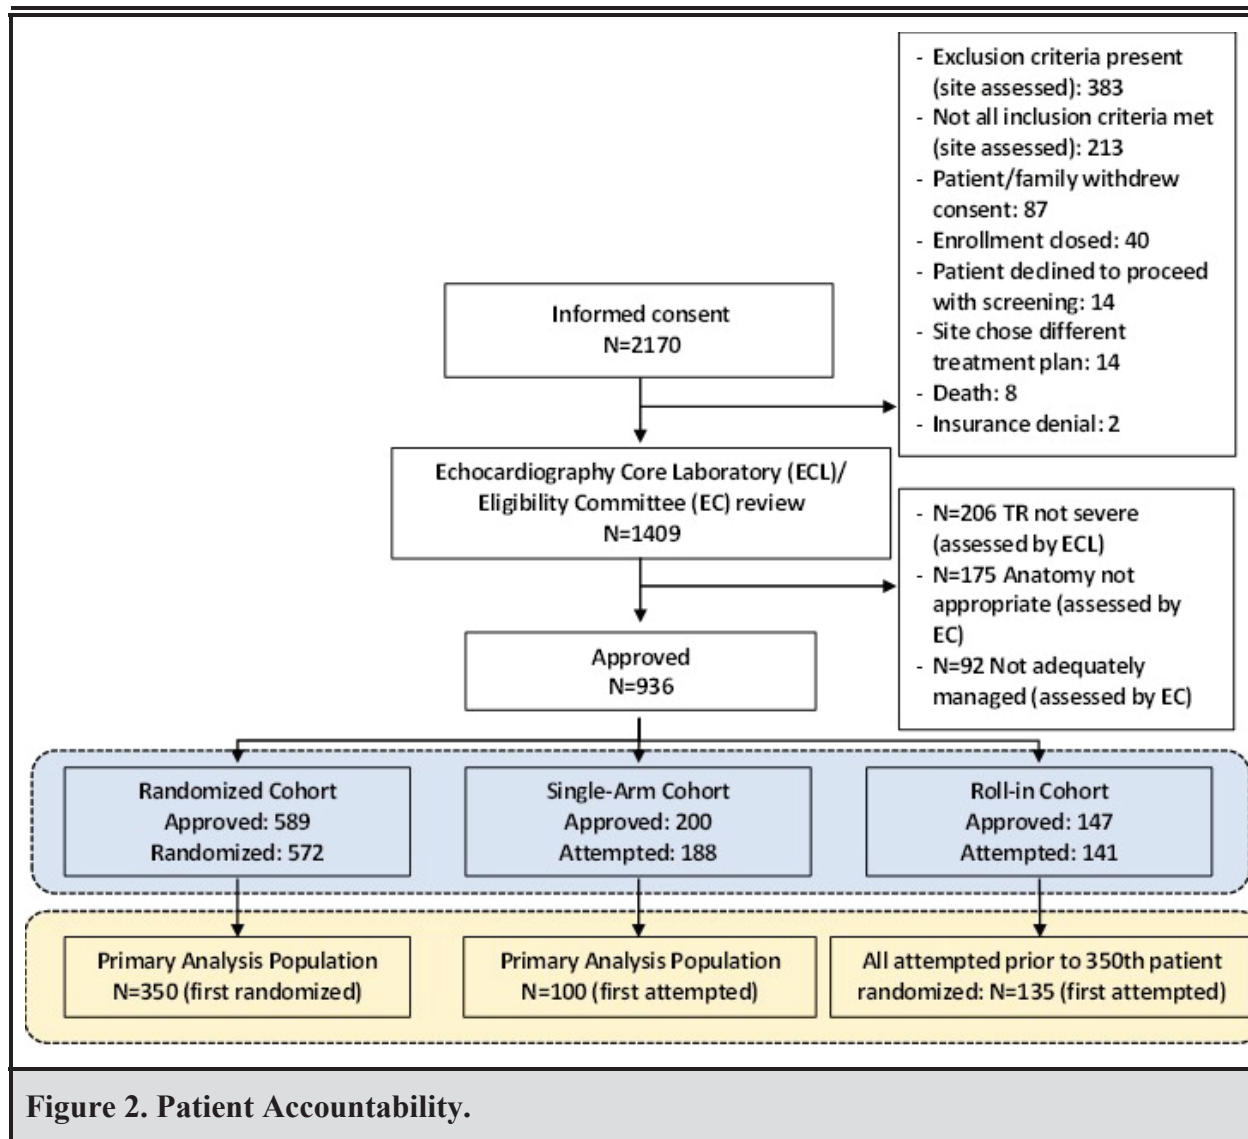 - Exclusion criteria present
(site assessed): 383
- Not all inclusion criteria met
(site assessed): 213
- Patient/family withdrew
consent: 87
- Enrollment closed: 40
- Patient declined to proceed
with screening: 14
- Site chose different
treatment plan: 14
- Death: 8
- Insurance denial: 2
Informed consent
N=2170
Echocardiography Core Laboratory (ECL)/
Eligibility Committee (EC) review
N=1409
- N=206 TR not severe
(assessed by ECL)
- N=175 Anatomy not
appropriate (assessed by
EC)
- N=92 Not adequately
managed (assessed by EC)
Approved
N=936
Randomized Cohort
Approved: 589
Randomized: 572
Single-Arm Cohort
Approved: 200
Attempted: 188
Roll-in Cohort
Approved: 147
Attempted: 141
Primary Analysis Population
N=350 (first randomized)
Primary Analysis Population
N=100 (first attempted)
All attempted prior to 350th patient
randomized: N=135 (first attempted)
Figure 2. Patient Accountability.